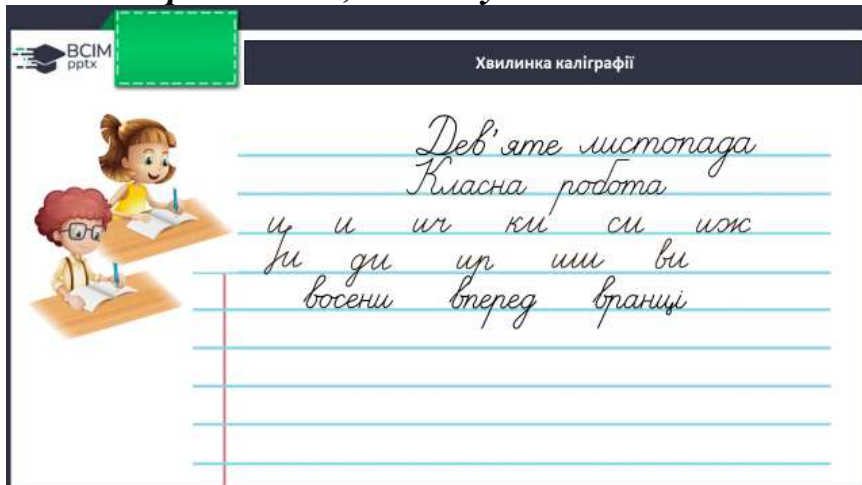 ВСІМ
pptx
Хвилинка каліграфії
Дев'яте листопада
Класна робота
и и ич ки си иж
ди ир ши ви
восени вперед вранці